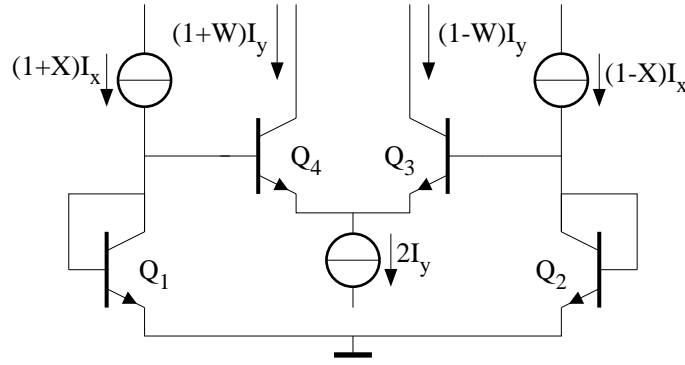 (1+X)I_x
(1+W)I_y
(1-W)I_y
(1-X)I_x
Q_4
Q_3
Q_1
2I_y
Q_2